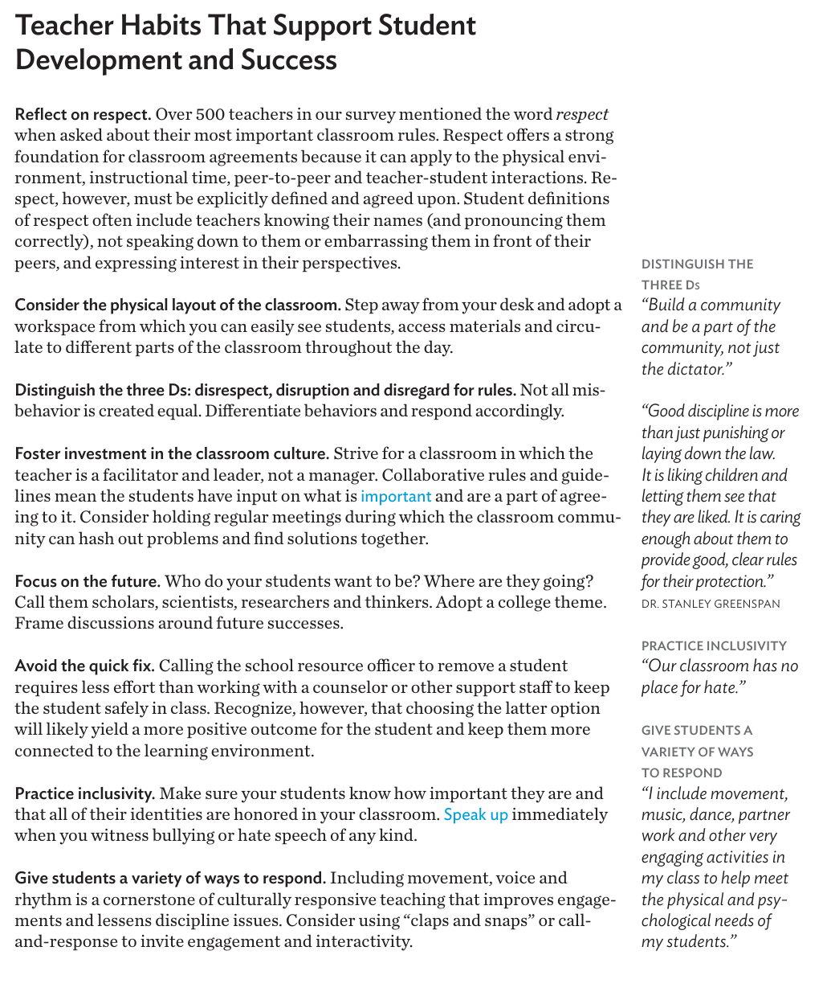 Teacher Habits That Support Student
Development and Success
Reflect on respect. Over 500 teachers in our survey mentioned the word respect
when asked about their most important classroom rules. Respect offers a strong
foundation for classroom agreements because it can apply to the physical envi-
ronment, instructional time, peer-to-peer and teacher-student interactions. Re-
spect, however, must be explicitly defined and agreed upon. Student definitions
of respect often include teachers knowing their names (and pronouncing them
correctly), not speaking down to them or embarrassing them in front of their
peers, and expressing interest in their perspectives.
Consider the physical layout of the classroom. Step away from your desk and adopt a
workspace from which you can easily see students, access materials and circu-
late to different parts of the classroom throughout the day.
Distinguish the three Ds: disrespect, disruption and disregard for rules. Not all mis-
behavior is created equal. Differentiate behaviors and respond accordingly.
Foster investment in the classroom culture. Strive for a classroom in which the
teacher is a facilitator and leader, not a manager. Collaborative rules and guide-
lines mean the students have input on what is important and are a part of agree-
ing to it. Consider holding regular meetings during which the classroom commu-
nity can hash out problems and find solutions together.
Focus on the future. Who do your students want to be? Where are they going?
Call them scholars, scientists, researchers and thinkers. Adopt a college theme.
Frame discussions around future successes.
Avoid the quick fix. Calling the school resource officer to remove a student
requires less effort than working with a counselor or other support staff to keep
the student safely in class. Recognize, however, that choosing the latter option
will likely yield a more positive outcome for the student and keep them more
connected to the learning environment.
Practice inclusivity. Make sure your students know how important they are and
that all of their identities are honored in your classroom. Speak up immediately
when you witness bullying or hate speech of any kind.
Give students a variety of ways to respond. Including movement, voice and
rhythm is a cornerstone of culturally responsive teaching that improves engage-
ments and lessens discipline issues. Consider using “claps and snaps” or call-
and-response to invite engagement and interactivity.
DISTINGUISH THE
THREE Ds
“Build a community
and be a part of the
community, not just
the dictator.”
“Good discipline is more
than just punishing or
laying down the law.
It is liking children and
letting them see that
they are liked. It is caring
enough about them to
provide good, clear rules
for their protection.”
DR. STANLEY GREENSPAN
PRACTICE INCLUSIVITY
“Our classroom has no
place for hate.”
GIVE STUDENTS A
VARIETY OF WAYS
TO RESPOND
“I include movement,
music, dance, partner
work and other very
engaging activities in
my class to help meet
the physical and psy-
chological needs of
my students.”